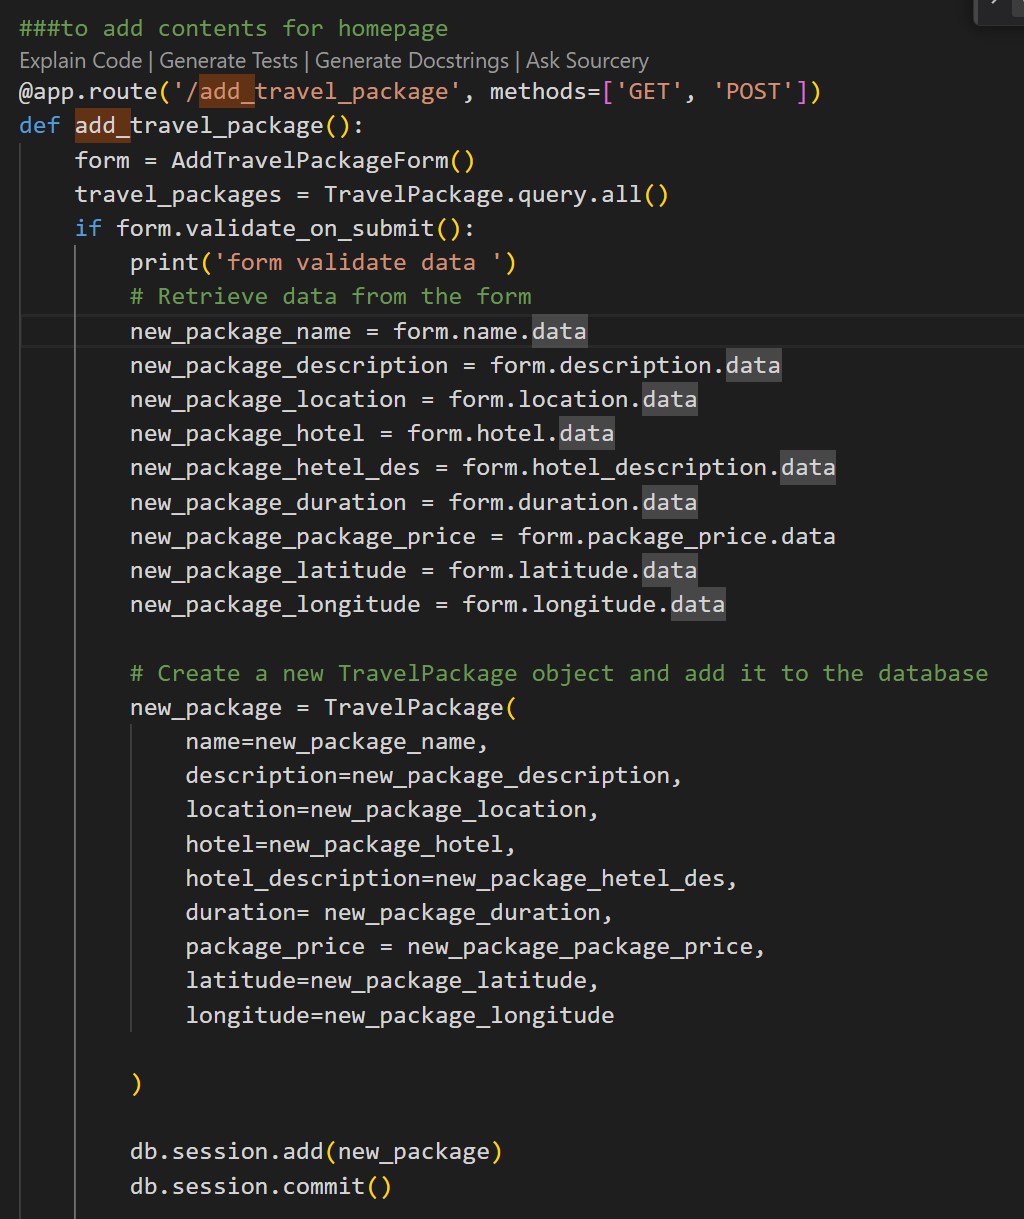 ###to add contents for homepage
Explain Code | Generate Tests | Generate Docstrings | Ask Sourcery
@app.route('/add_travel_package', methods=['GET', 'POST'])
def add_travel_package():
    form = AddTravelPackageForm()
    travel_packages = TravelPackage.query.all()
    if form.validate_on_submit():
        print('form validate data ')
        # Retrieve data from the form
        new_package_name = form.name.data
        new_package_description = form.description.data
        new_package_location = form.location.data
        new_package_hotel = form.hotel.data
        new_package_hetel_des = form.hotel_description.data
        new_package_duration = form.duration.data
        new_package_package_price = form.package_price.data
        new_package_latitude = form.latitude.data
        new_package_longitude = form.longitude.data

        # Create a new TravelPackage object and add it to the database
        new_package = TravelPackage(
            name=new_package_name,
            description=new_package_description,
            location=new_package_location,
            hotel=new_package_hotel,
            hotel_description=new_package_hetel_des,
            duration= new_package_duration,
            package_price = new_package_package_price,
            latitude=new_package_latitude,
            longitude=new_package_longitude

        )

        db.session.add(new_package)
        db.session.commit()